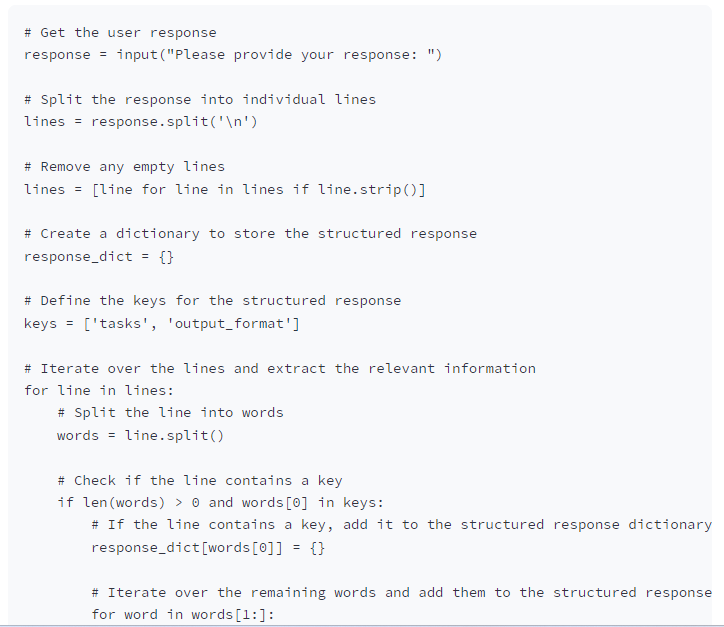 # Get the user response
response = input("Please provide your response: ")
# Split the response into individual lines
lines = response.split('\n')
# Remove any empty lines
lines = [line for line in lines if line.strip()]
# Create a dictionary to store the structured response
response_dict = {}
# Define the keys for the structured response
keys = ['tasks', 'output_format']
# Iterate over the lines and extract the relevant information
for line in lines:
    # Split the line into words
    words = line.split()
    # Check if the line contains a key
    if len(words) > 0 and words[0] in keys:
        # If the line contains a key, add it to the structured response dictionary
        response_dict[words[0]] = {}
        # Iterate over the remaining words and add them to the structured response
        for word in words[1:]: